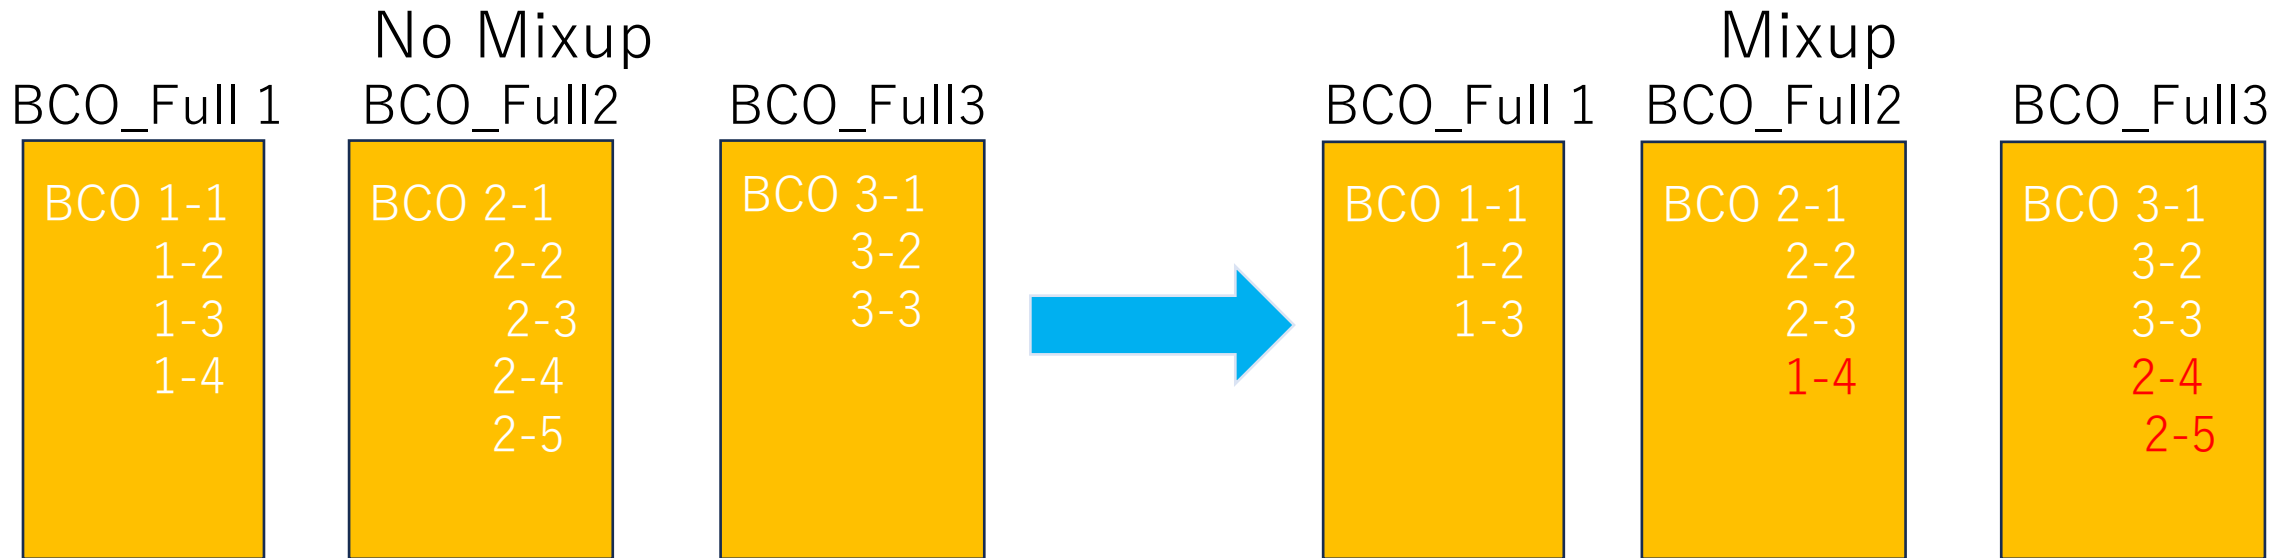 No Mixup
BCO_Full 1
BCO 1-1
1-2
1-3
1-4
BCO_Full2
BCO 2-1
2-2
2-3
2-4
2-5
BCO_Full3
BCO 3-1
3-2
3-3
Mixup
BCO_Full 1
BCO 1-1
1-2
1-3
BCO_Full2
BCO 2-1
2-2
2-3
1-4
BCO_Full3
BCO 3-1
3-2
3-3
2-4
2-5